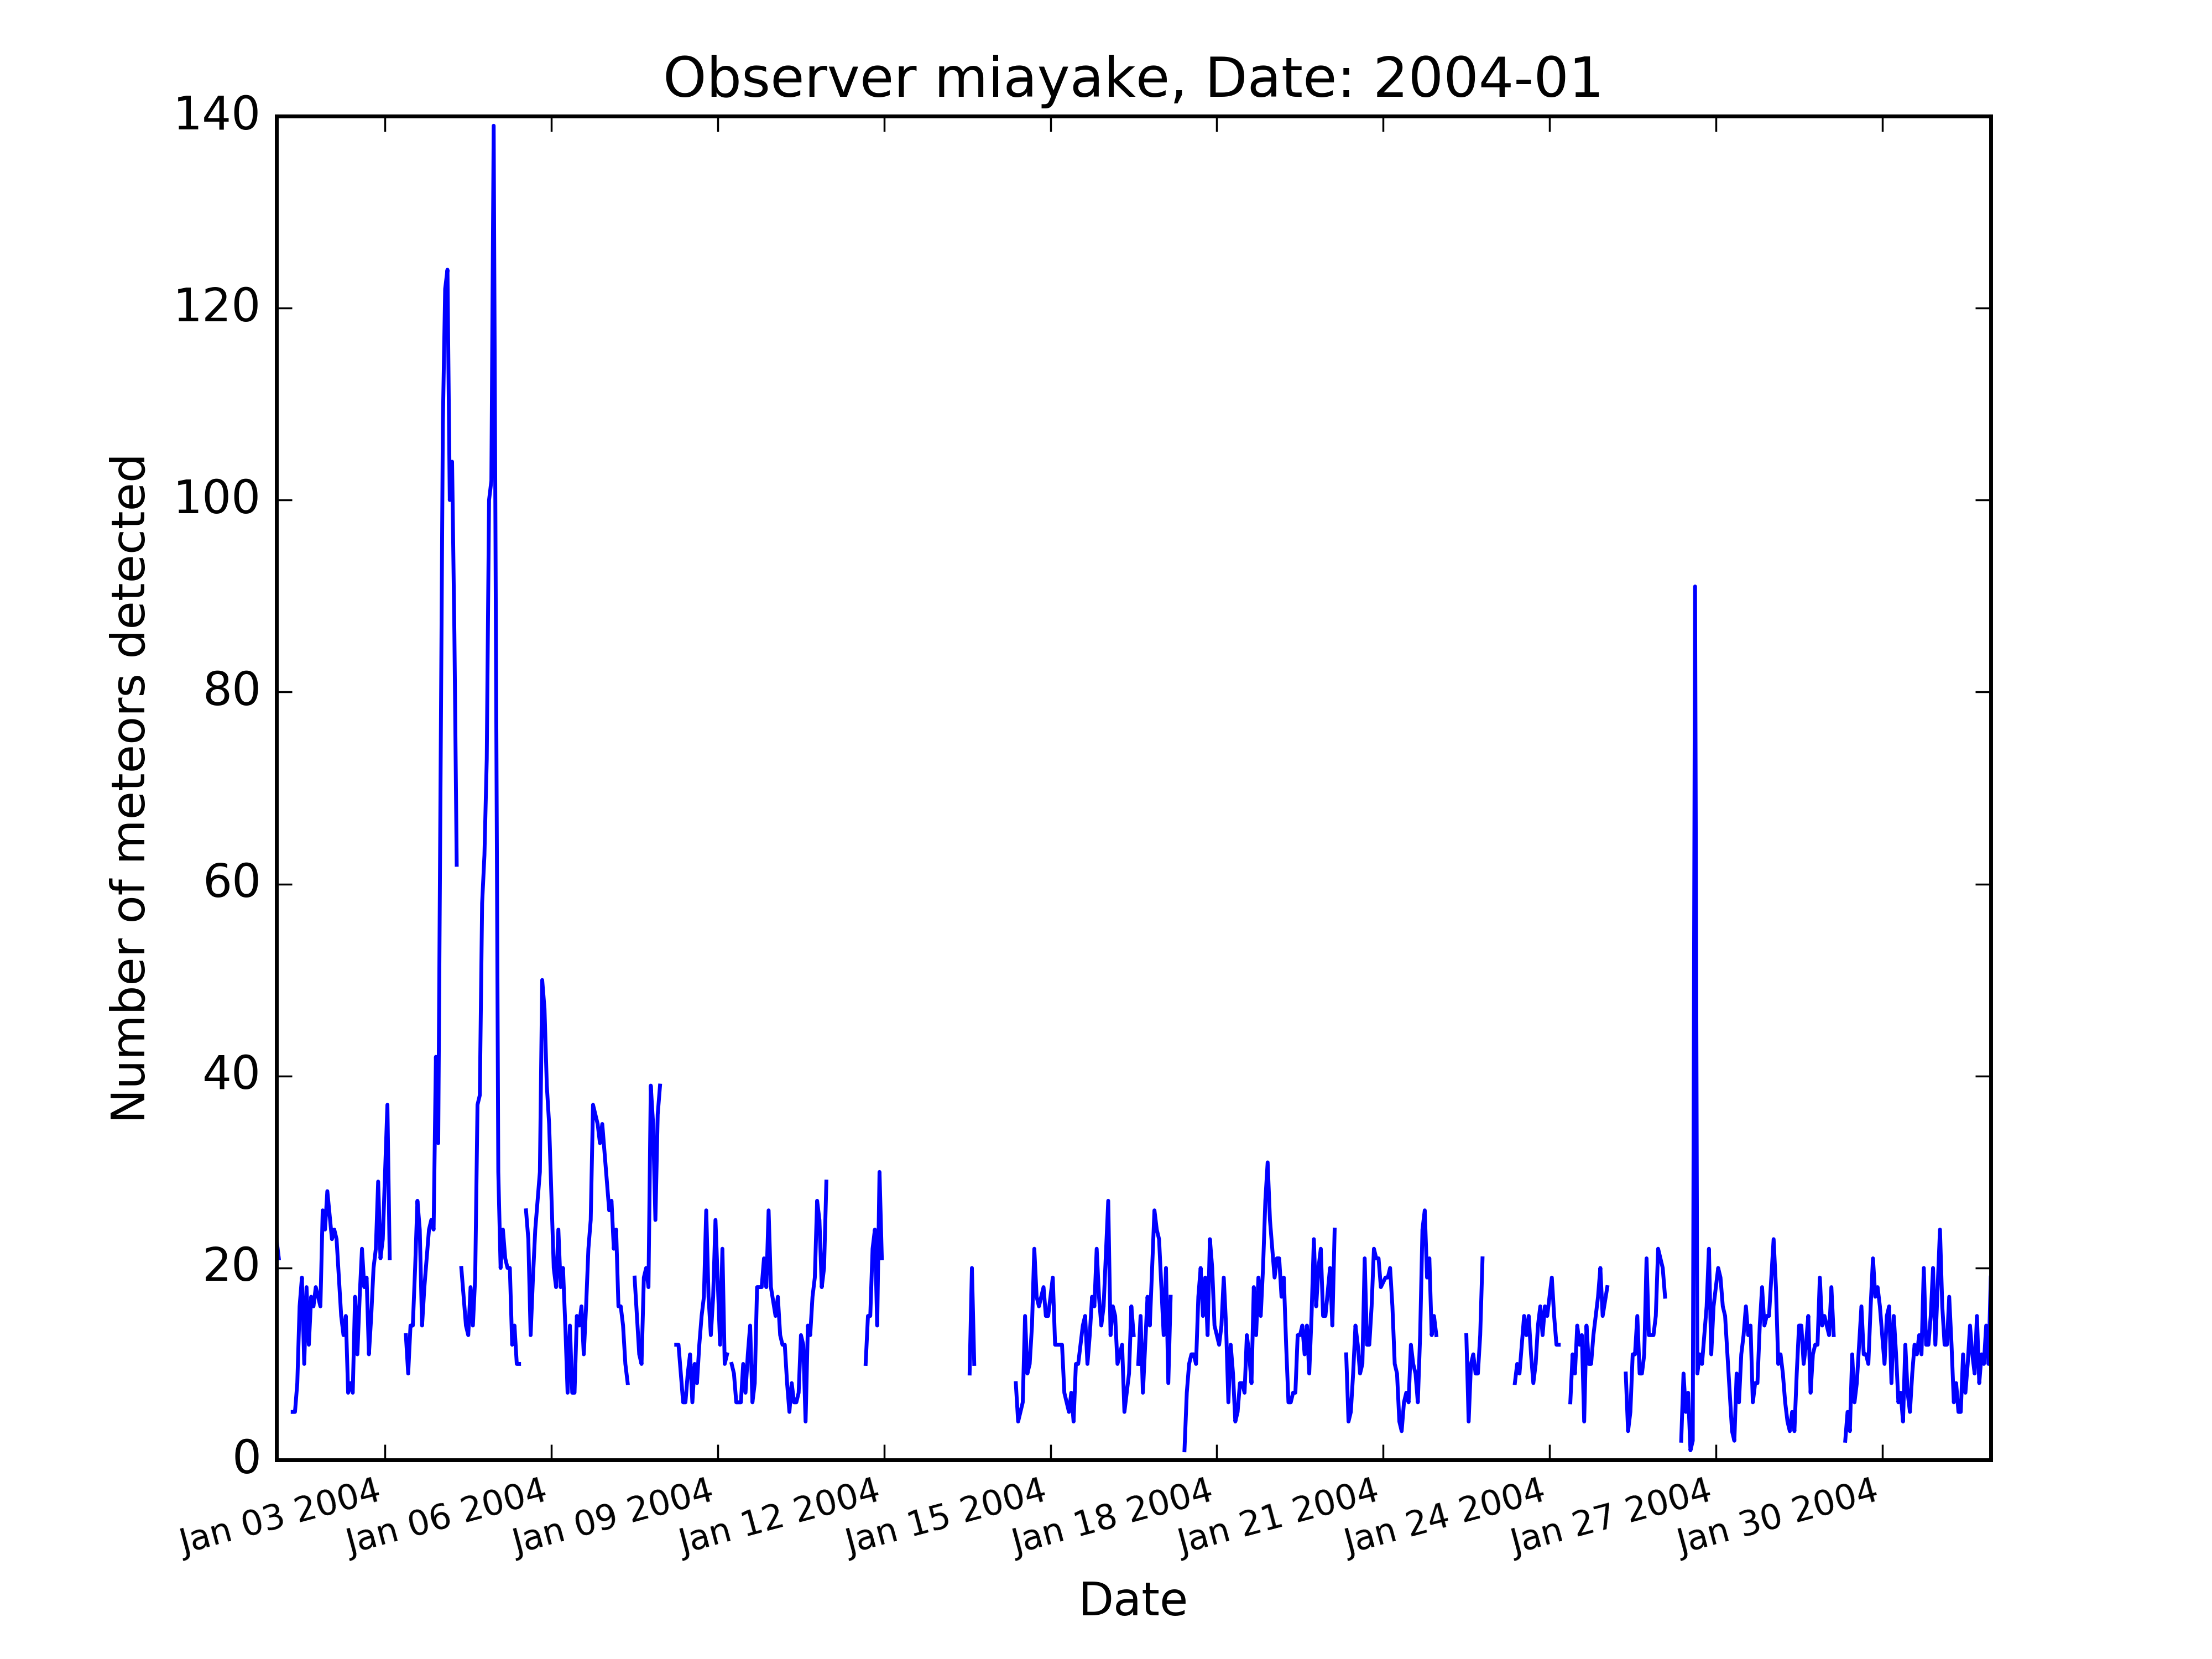 Observer miayake, Date: 2004-01
140
120
100
80
60
40
20
0
Number of meteors detected
Jan 03 2004
Jan 06 2004
Jan 09 2004
Jan 12 2004
Jan 15 2004
Jan 18 2004
Jan 21 2004
Jan 24 2004
Jan 27 2004
Jan 30 2004
Date